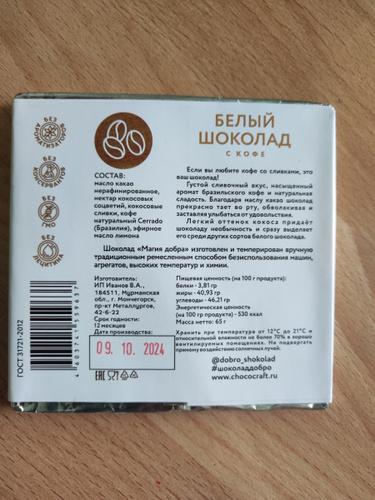 БЕЛЫЙ
ШОКОЛАД
С КОФЕ
БЕЗ АРОМАТИЗАТОРОВ
БЕЗ КОНСЕРВАНТОВ
БЕЗ ГМО
БЕЗ ЛЕЦИТИНА
СОСТАВ:
масло какао
нерафинированное,
нектар кокосовых
соцветий, кокосовые
сливки, кофе
натуральный Cerrado
(Бразилия), эфирное
масло лимона
Если вы любите кофе со сливками, это
ваш шоколад!
Густой сливочный вкус, насыщенный
аромат бразильского кофе и натуральная
сладость. Благодаря маслу какао шоколад
прекрасно тает во рту, обволакивая и
заставляя улыбаться от удовольствия.
Легкий оттенок кокоса придаёт
шоколаду необычность и сразу выделяет
его среди других сортов белого шоколада.
Шоколад «Магия добра» изготовлен и темперирован вручную
традиционным ремесленным способом без использования машин,
агрегатов, высоких температур и химии.
Изготовитель:
ИП Иванов В.А.,
184511, Мурманская
обл., г. Мончегорск,
пр-кт Металлургов,
42-6-22
Срок годности:
12 месяцев
Дата производства:
09. 10. 2024
Пищевая ценность (на 100 г продукта):
белки - 3,81 гр
жиры - 40,93 гр
углеводы - 46,21 гр
Энергетическая ценность
(на 100 гр продукта) - 530 ккал
Масса: 65 г
Хранить при температуре от 12°С до 21°С и
относительной влажности не более 70% в хорошо
вентилируемом помещении. Не подвергать
прямому воздействию солнечных лучей.
@dobro_shokolad
#шоколаддобро
www.chococraft.ru
ГОСТ 31721-2012
EAC